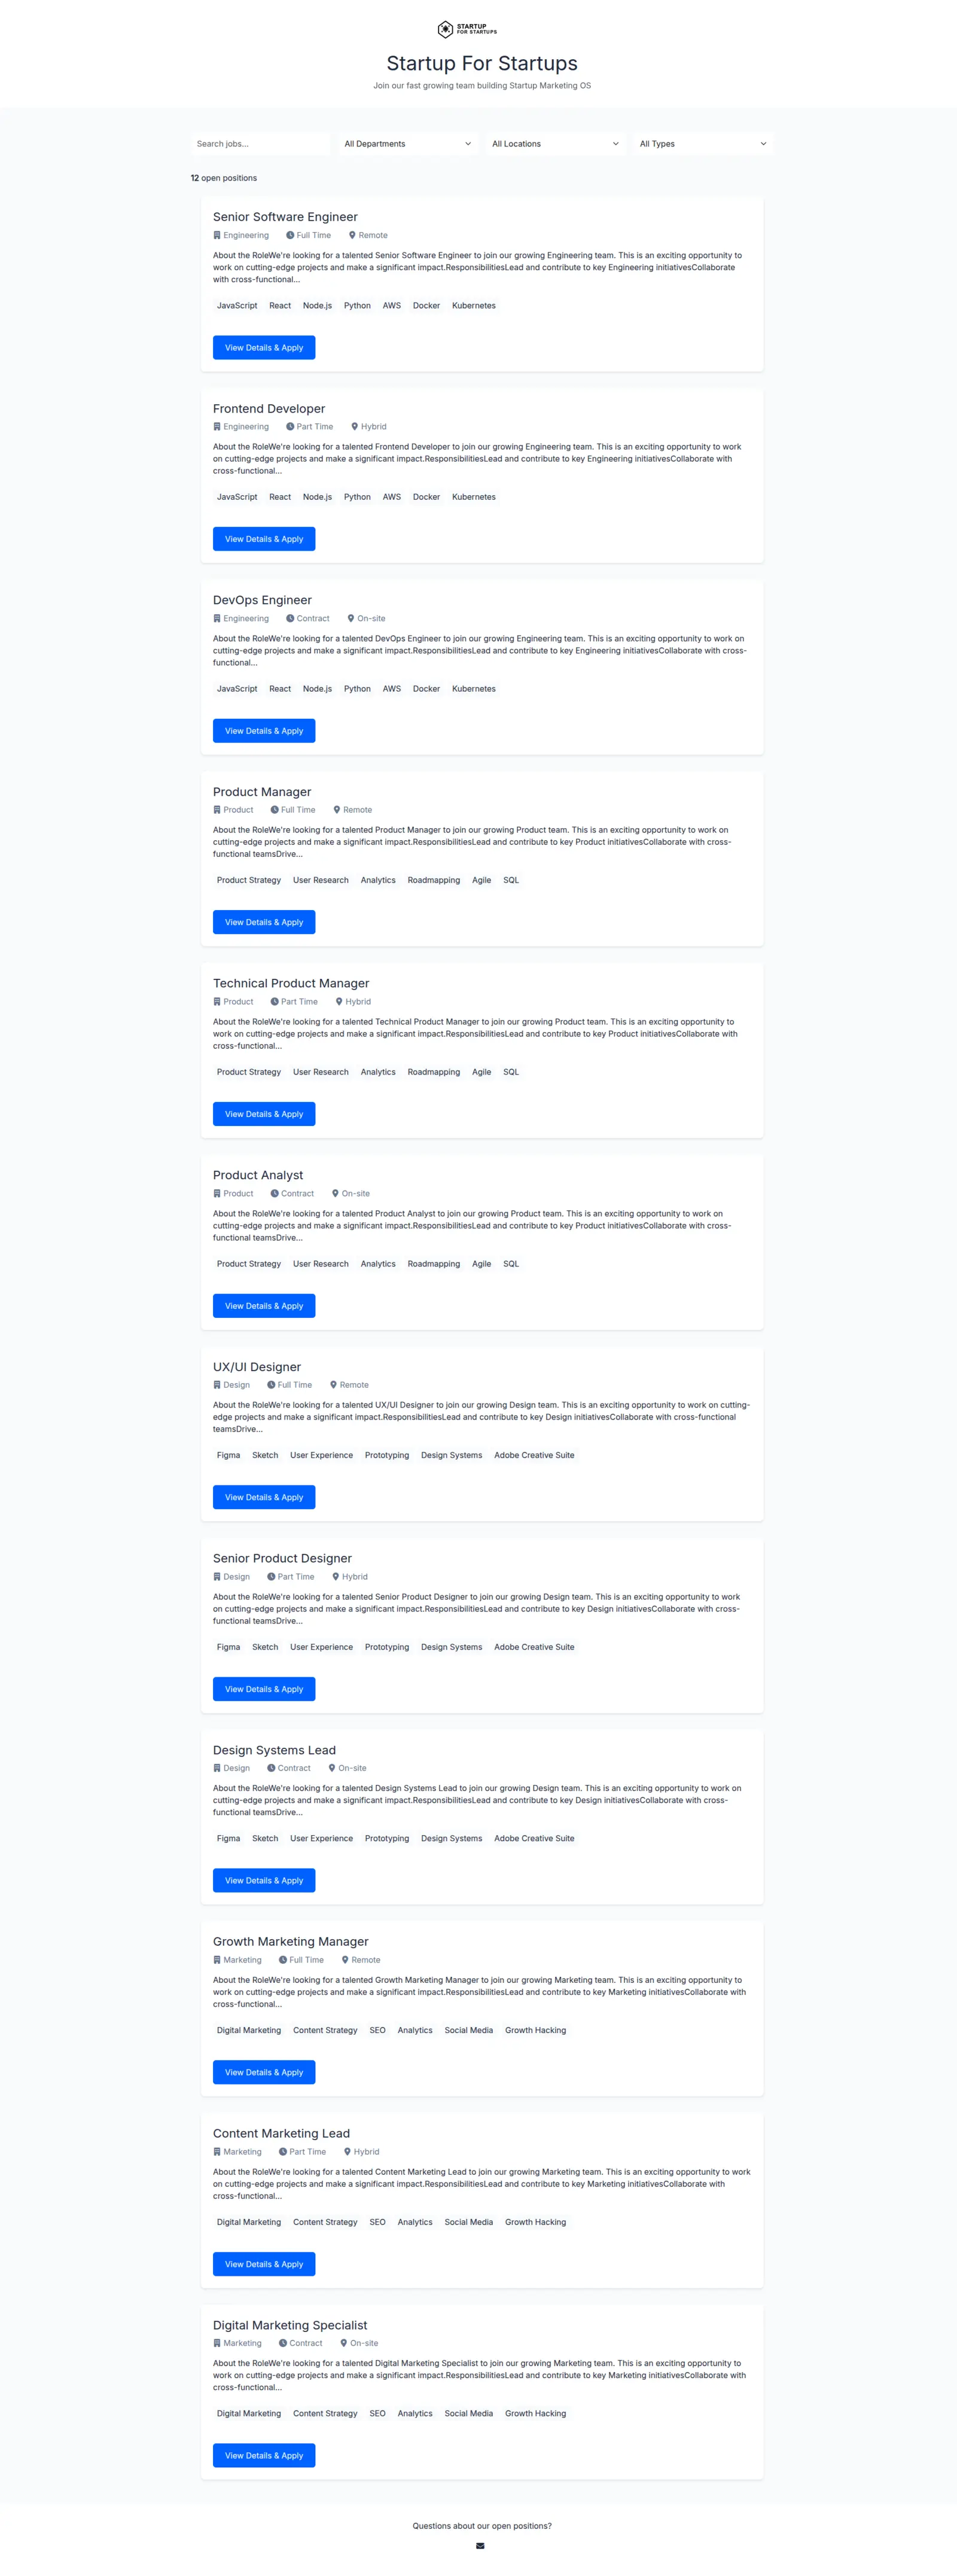 STARTUP
FOR STARTUPS
Startup For Startups
Join our fast growing team building Startup Marketing OS
Search jobs...
All Departments
All Locations
All Types
12 open positions
Senior Software Engineer
Engineering Full Time Remote
About the RoleWe're looking for a talented Senior Software Engineer to join our growing Engineering team. This is an exciting opportunity to
work on cutting-edge projects and make a significant impact.ResponsibilitiesLead and contribute to key Engineering initiativesCollaborate
with cross-functional...
JavaScript React Node.js Python AWS Docker Kubernetes
View Details & Apply
Frontend Developer
Engineering Part Time Hybrid
About the RoleWe're looking for a talented Frontend Developer to join our growing Engineering team. This is an exciting opportunity to work
on cutting-edge projects and make a significant impact.ResponsibilitiesLead and contribute to key Engineering initiativesCollaborate with
cross-functional...
JavaScript React Node.js Python AWS Docker Kubernetes
View Details & Apply
DevOps Engineer
Engineering Contract On-site
About the RoleWe're looking for a talented DevOps Engineer to join our growing Engineering team. This is an exciting opportunity to work on
cutting-edge projects and make a significant impact.ResponsibilitiesLead and contribute to key Engineering initiativesCollaborate with cross-
functional...
JavaScript React Node.js Python AWS Docker Kubernetes
View Details & Apply
Product Manager
Product Full Time Remote
About the RoleWe're looking for a talented Product Manager to join our growing Product team. This is an exciting opportunity to work on
cutting-edge projects and make a significant impact.ResponsibilitiesLead and contribute to key Product initiativesCollaborate with cross-
functional teamsDrive...
Product Strategy User Research Analytics Roadmapping Agile SQL
View Details & Apply
Technical Product Manager
Product Part Time Hybrid
About the RoleWe're looking for a talented Technical Product Manager to join our growing Product team. This is an exciting opportunity to
work on cutting-edge projects and make a significant impact.ResponsibilitiesLead and contribute to key Product initiativesCollaborate with
cross-functional...
Product Strategy User Research Analytics Roadmapping Agile SQL
View Details & Apply
Product Analyst
Product Contract On-site
About the RoleWe're looking for a talented Product Analyst to join our growing Product team. This is an exciting opportunity to work on
cutting-edge projects and make a significant impact.ResponsibilitiesLead and contribute to key Product initiativesCollaborate with cross-
functional teamsDrive...
Product Strategy User Research Analytics Roadmapping Agile SQL
View Details & Apply
UX/UI Designer
Design Full Time Remote
About the RoleWe're looking for a talented UX/UI Designer to join our growing Design team. This is an exciting opportunity to work on cutting-
edge projects and make a significant impact.ResponsibilitiesLead and contribute to key Design initiativesCollaborate with cross-functional
teamsDrive...
Figma Sketch User Experience Prototyping Design Systems Adobe Creative Suite
View Details & Apply
Senior Product Designer
Design Part Time Hybrid
About the RoleWe're looking for a talented Senior Product Designer to join our growing Design team. This is an exciting opportunity to work
on cutting-edge projects and make a significant impact.ResponsibilitiesLead and contribute to key Design initiativesCollaborate with cross-
functional teamsDrive...
Figma Sketch User Experience Prototyping Design Systems Adobe Creative Suite
View Details & Apply
Design Systems Lead
Design Contract On-site
About the RoleWe're looking for a talented Design Systems Lead to join our growing Design team. This is an exciting opportunity to work on
cutting-edge projects and make a significant impact.ResponsibilitiesLead and contribute to key Design initiativesCollaborate with cross-
functional teamsDrive...
Figma Sketch User Experience Prototyping Design Systems Adobe Creative Suite
View Details & Apply
Growth Marketing Manager
Marketing Full Time Remote
About the RoleWe're looking for a talented Growth Marketing Manager to join our growing Marketing team. This is an exciting opportunity to
work on cutting-edge projects and make a significant impact.ResponsibilitiesLead and contribute to key Marketing initiativesCollaborate with
cross-functional...
Digital Marketing Content Strategy SEO Analytics Social Media Growth Hacking
View Details & Apply
Content Marketing Lead
Marketing Part Time Hybrid
About the RoleWe're looking for a talented Content Marketing Lead to join our growing Marketing team. This is an exciting opportunity to work
on cutting-edge projects and make a significant impact.ResponsibilitiesLead and contribute to key Marketing initiativesCollaborate with
cross-functional...
Digital Marketing Content Strategy SEO Analytics Social Media Growth Hacking
View Details & Apply
Digital Marketing Specialist
Marketing Contract On-site
About the RoleWe're looking for a talented Digital Marketing Specialist to join our growing Marketing team. This is an exciting opportunity to
work on cutting-edge projects and make a significant impact.ResponsibilitiesLead and contribute to key Marketing initiativesCollaborate with
cross-functional...
Digital Marketing Content Strategy SEO Analytics Social Media Growth Hacking
View Details & Apply
Questions about our open positions?